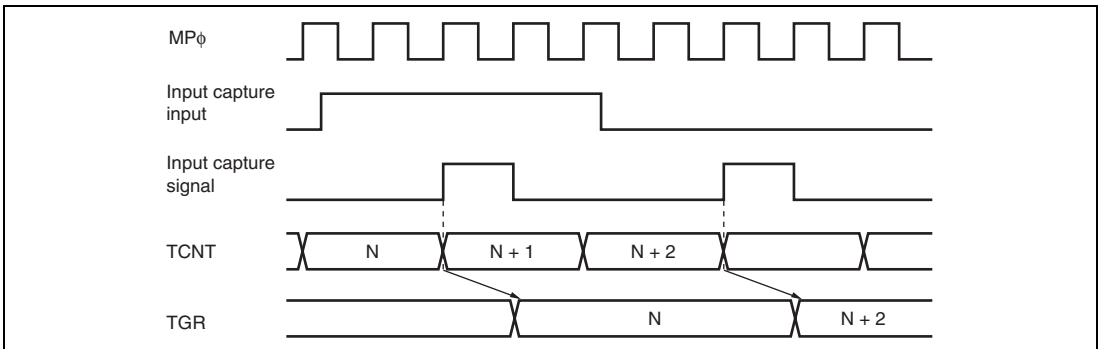 MPϕ
Input capture
input
Input capture
signal
TCNT
N
N + 1
N + 2
TGR
N
N + 2